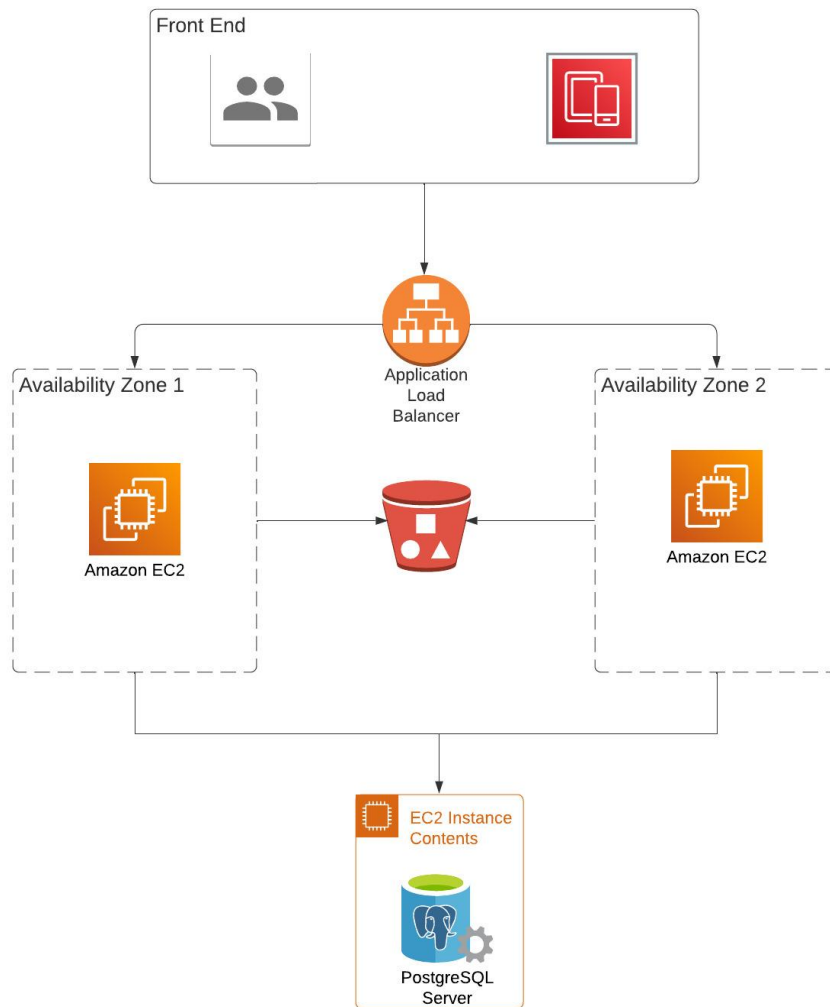 Front End
Application
Load
Balancer
Availability Zone 1
Availability Zone 2
Amazon EC2
Amazon EC2
EC2 Instance
Contents
PostgreSQL
Server